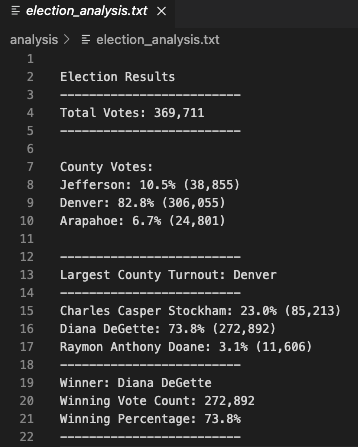 election_analysis.txt ×
analysis > election_analysis.txt
1
2 Election Results
3 -------------------------
4 Total Votes: 369,711
5 -------------------------
6
7 County Votes:
8 Jefferson: 10.5% (38,855)
9 Denver: 82.8% (306,055)
10 Arapahoe: 6.7% (24,801)
11
12 -------------------------
13 Largest County Turnout: Denver
14 -------------------------
15 Charles Casper Stockham: 23.0% (85,213)
16 Diana DeGette: 73.8% (272,892)
17 Raymon Anthony Doane: 3.1% (11,606)
18 -------------------------
19 Winner: Diana DeGette
20 Winning Vote Count: 272,892
21 Winning Percentage: 73.8%
22 -------------------------